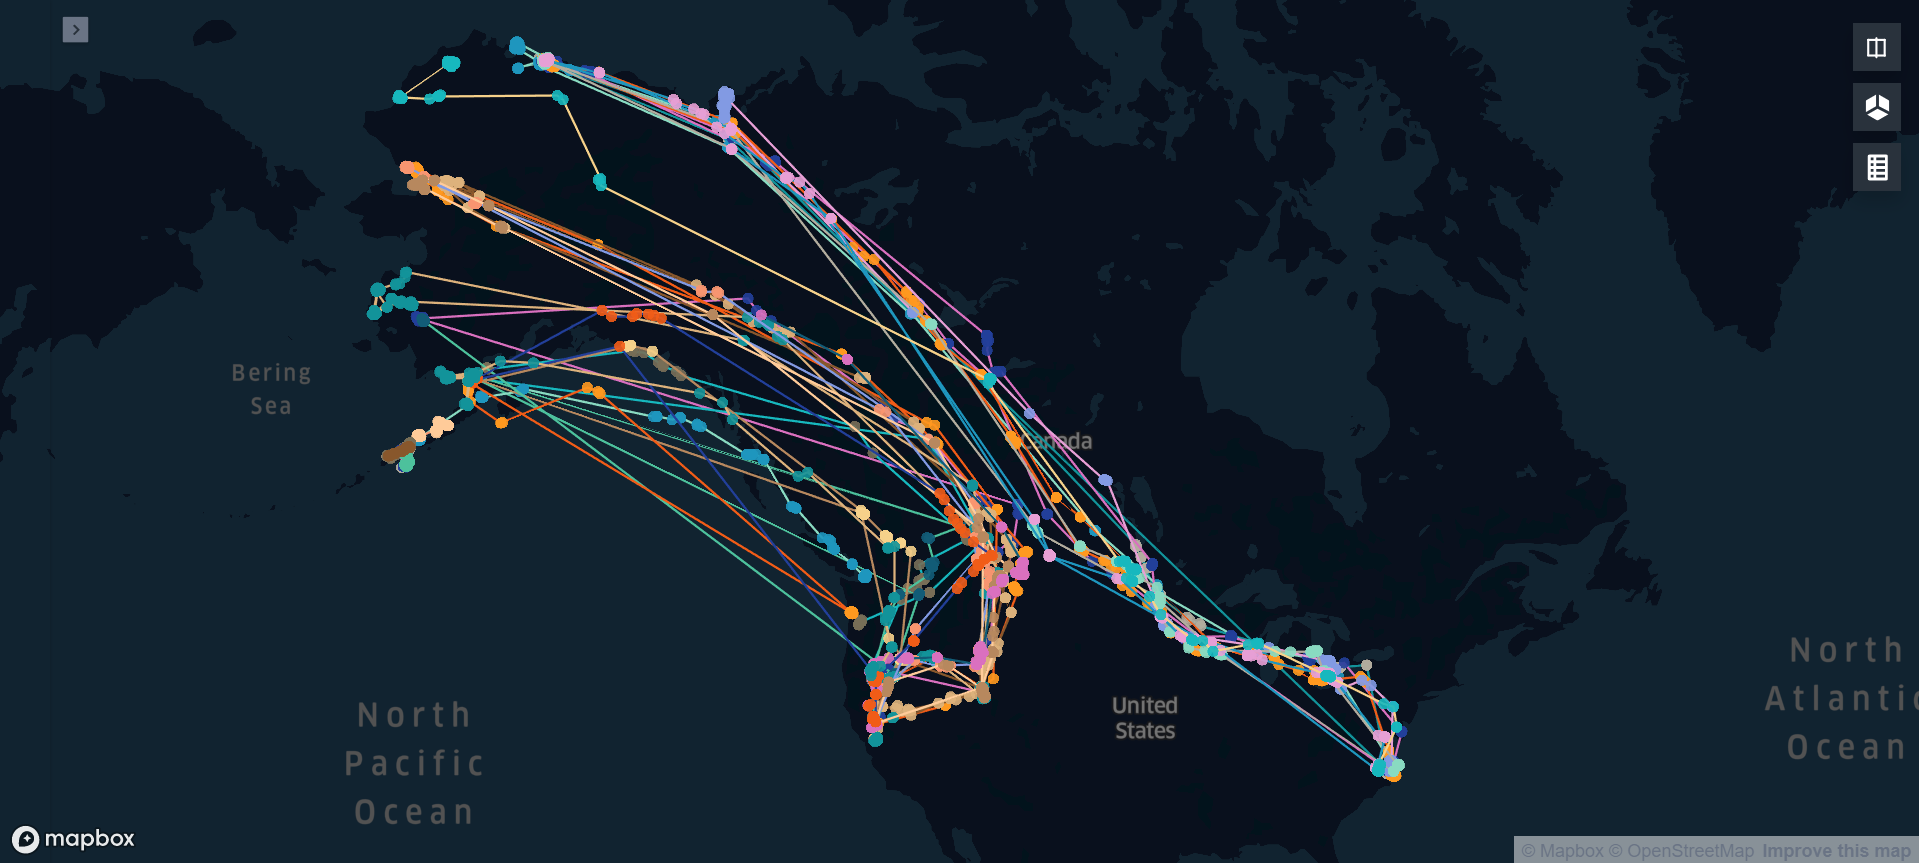 Bering
Sea
Canada
North
Pacific
Ocean
United
States
North
Atlantic
Ocean
mapbox
© Mapbox © OpenStreetMap Improve this map